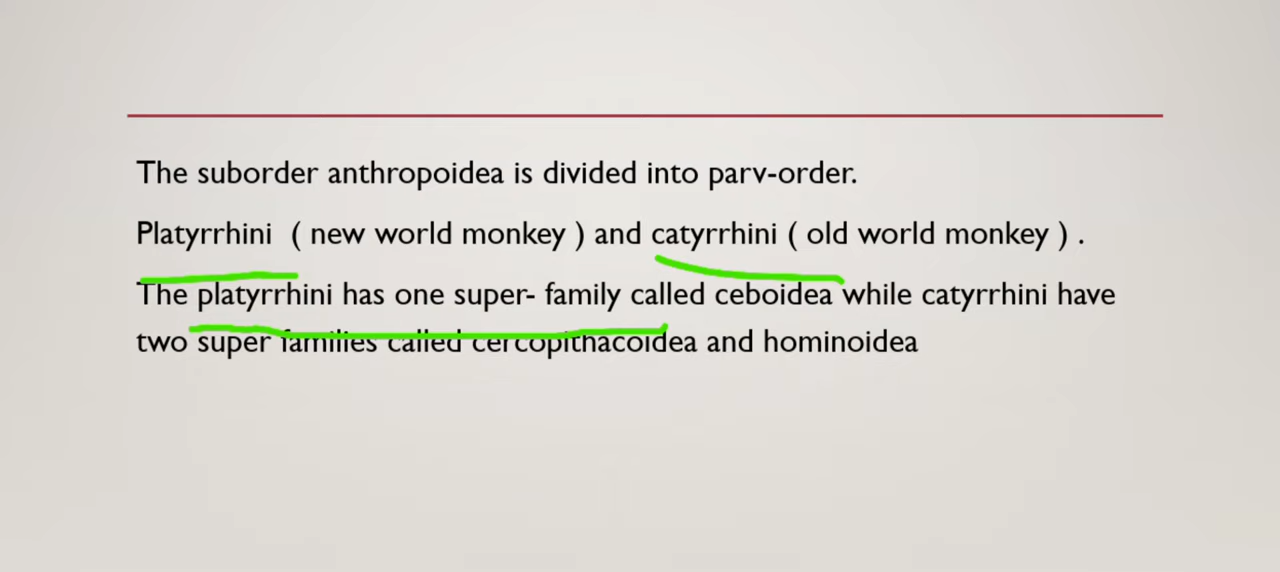 The suborder anthropoidea is divided into parv-order.
Platyrrhini ( new world monkey ) and catyrrhini ( old world monkey ) .
The platyrrhini has one super- family called ceboidea while catyrrhini have
two super families called cercopithacoidea and hominoidea